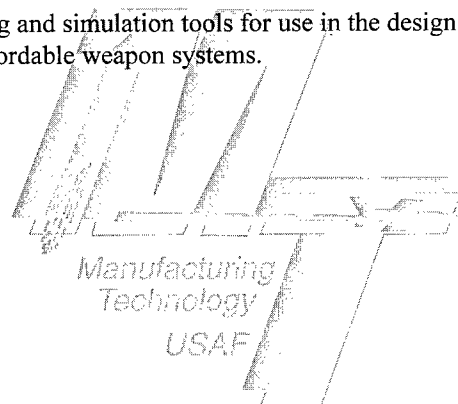 g and simulation tools for use in the design
ordable weapon systems.
Manufacturing
Technology
USAF